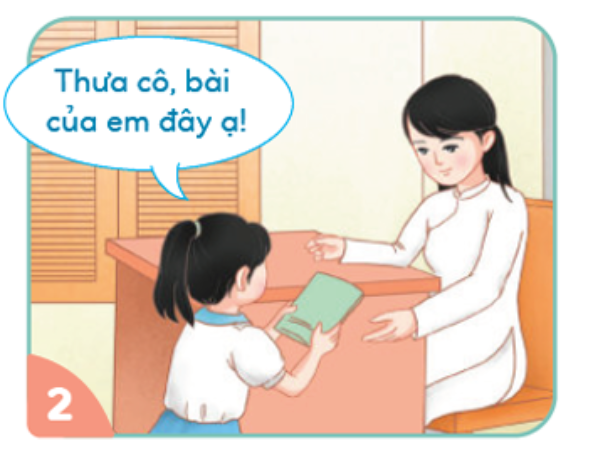 Thưa cô, bài
của em đây ạ!
2